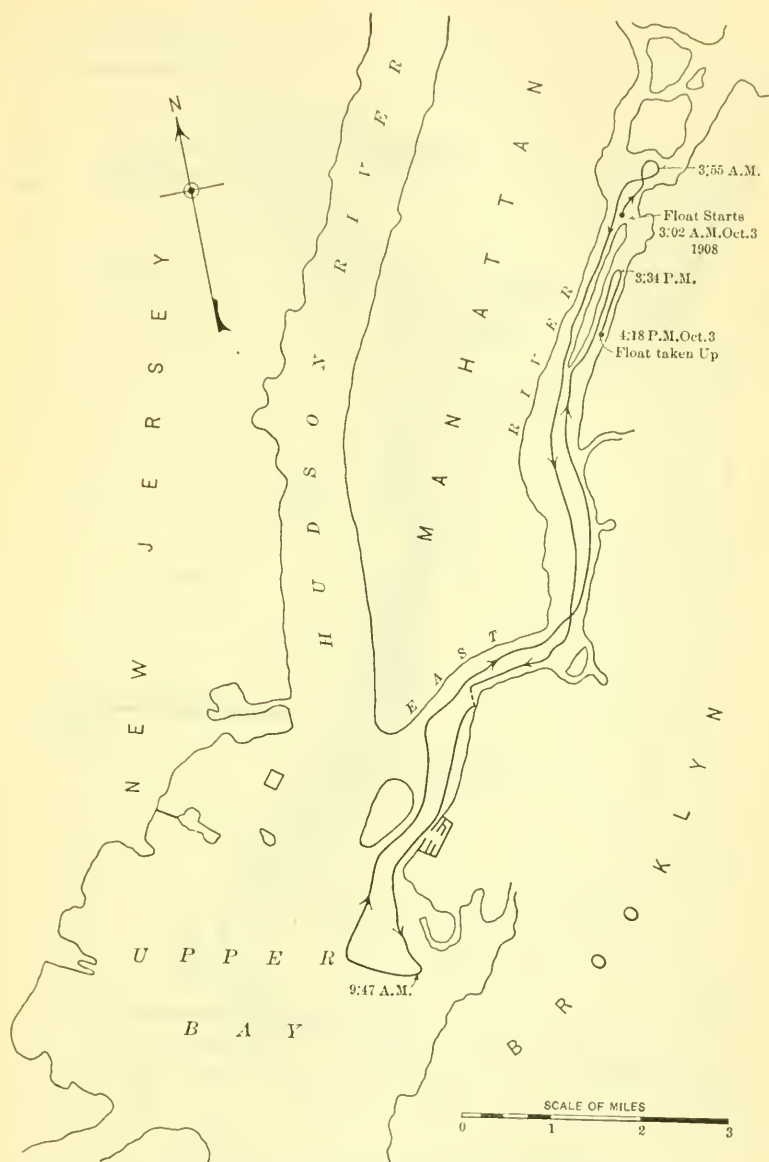 N
HUDSON RIVER
MANHATTAN
NEW JERSEY
EAST RIVER
3:55 A.M.
Float Starts
3:02 A.M. Oct. 3
1908
3:34 P.M.
4:18 P.M. Oct. 3
Float taken Up
BROOKLYN
UPPER
BAY
9:47 A.M.
SCALE OF MILES
0 1 2 3